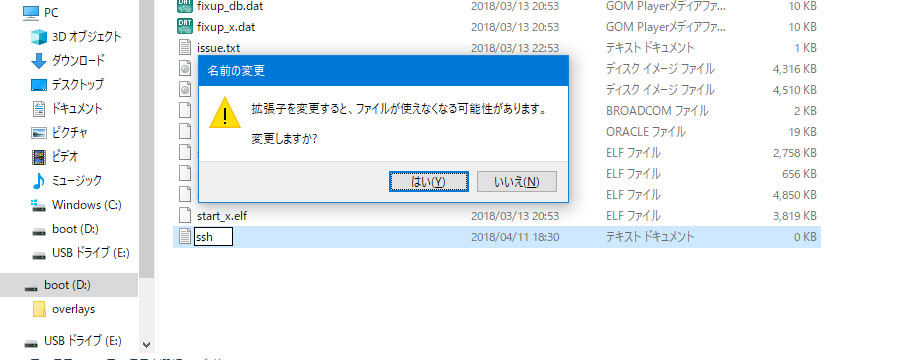 PC
3D オブジェクト
ダウンロード
デスクトップ
ドキュメント
ピクチャ
ビデオ
ミュージック
Windows (C:)
boot (D:)
USB ドライブ (E:)
boot (D:)
overlays
USB ドライブ (E:)
fixup_db.dat 2018/03/13 20:53 GOM Playerメディアファ... 10 KB
fixup_x.dat 2018/03/13 20:53 GOM Playerメディアファ... 10 KB
issue.txt 2018/03/13 22:53 テキスト ドキュメント 1 KB
ディスク イメージ ファイル 4,316 KB
ディスク イメージ ファイル 4,510 KB
BROADCOM ファイル 2 KB
ORACLE ファイル 19 KB
ELF ファイル 2,758 KB
ELF ファイル 656 KB
ELF ファイル 4,850 KB
start_x.elf 2018/03/13 20:53 ELF ファイル 3,819 KB
ssh 2018/04/11 18:30 テキスト ドキュメント 0 KB
名前の変更
拡張子を変更すると、ファイルが使えなくなる可能性があります。
変更しますか?
はい(Y) いいえ(N)